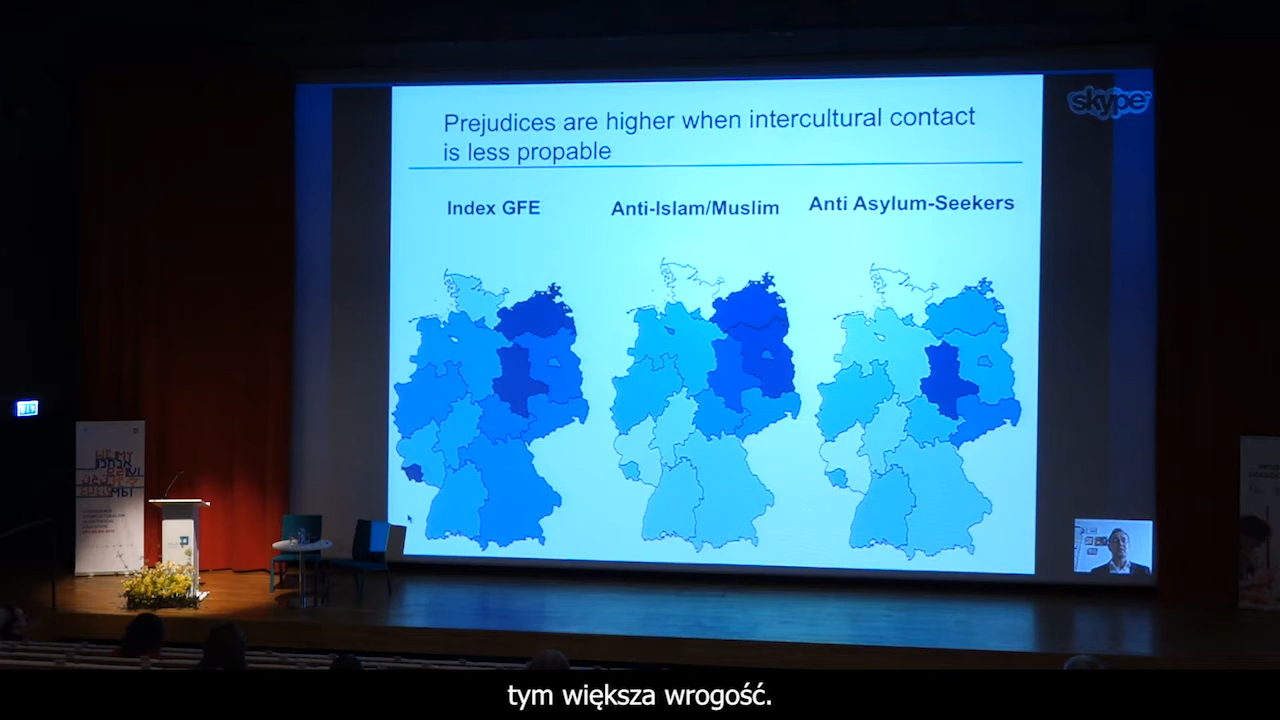 Prejudices are higher when intercultural contact
is less propable
skype
Index GFE
Anti-Islam/Muslim
Anti Asylum-Seekers
tym większa wrogość.